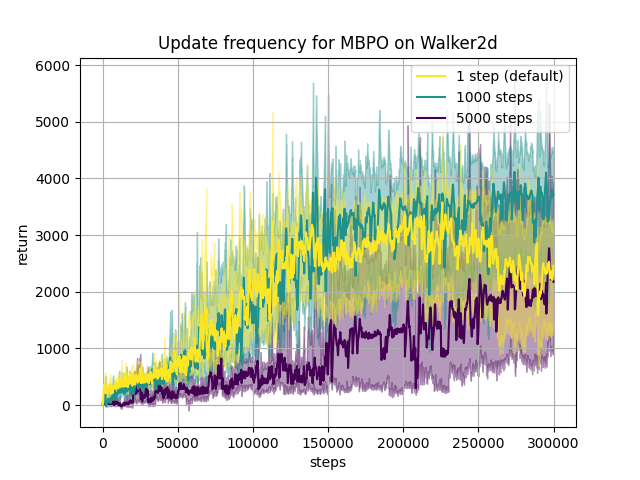 Update frequency for MBPO on Walker2d
6000
5000
4000
3000
2000
1000
0
return
1 step (default)
1000 steps
5000 steps
0 50000 100000 150000 200000 250000 300000
steps